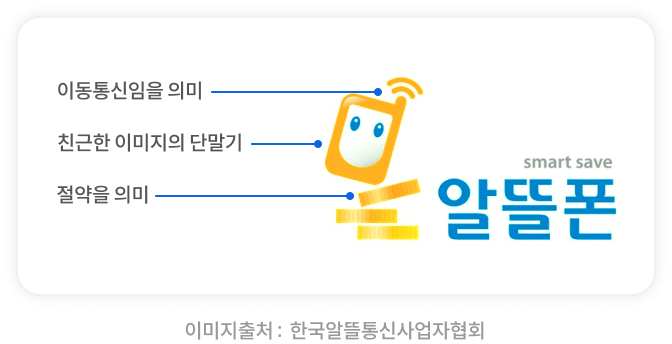 이동통신임을 의미
친근한 이미지의 단말기
절약을 의미
smart save
알뜰폰
이미지출처 : 한국알뜰통신사업자협회